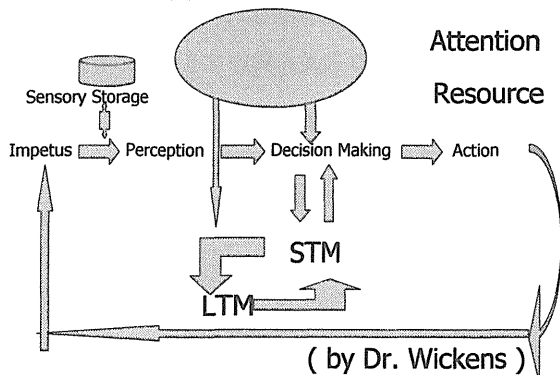 Attention
Resource
Sensory Storage
Impetus Perception Decision Making Action
STM
LTM
( by Dr. Wickens )